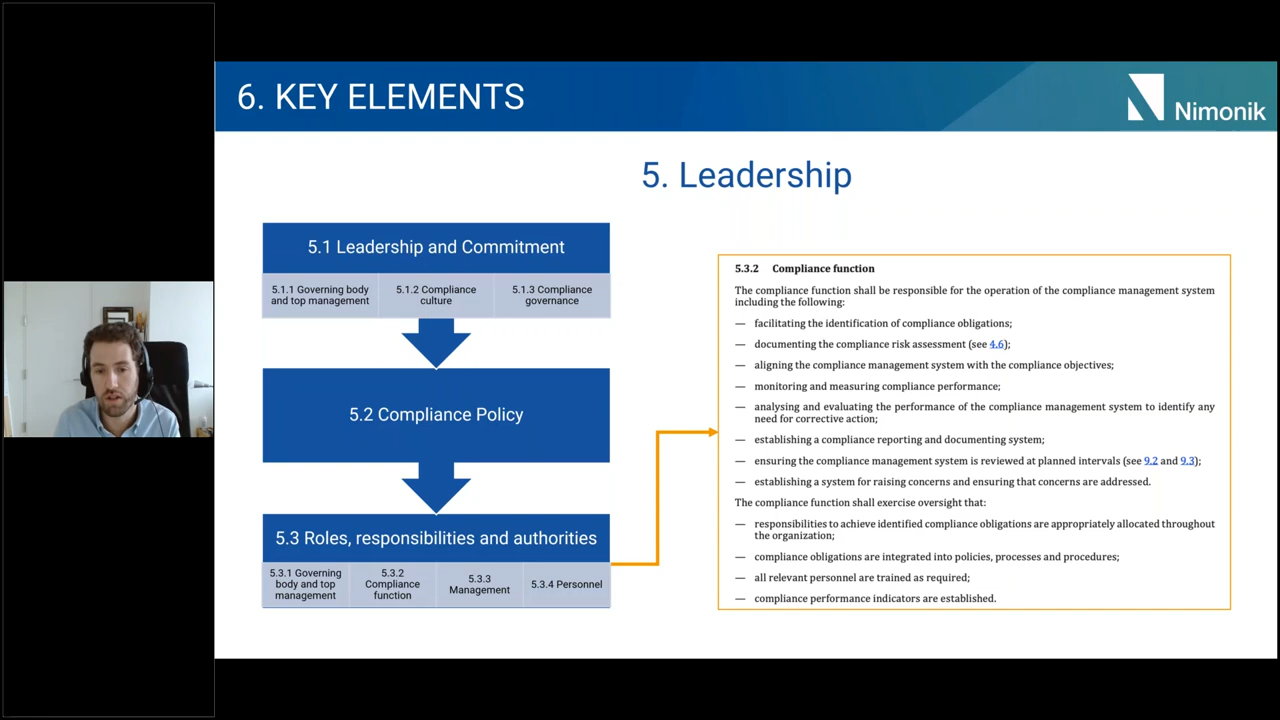 6. KEY ELEMENTS
Nimonik
5. Leadership
5.1 Leadership and Commitment
5.1.1 Governing body
and top management
5.1.2 Compliance
culture
5.1.3 Compliance
governance
5.2 Compliance Policy
5.3 Roles, responsibilities and authorities
5.3.1 Governing
body and top
management
5.3.2
Compliance
function
5.3.3
Management
5.3.4 Personnel
5.3.2 Compliance function
The compliance function shall be responsible for the operation of the compliance management system
including the following:
— facilitating the identification of compliance obligations;
— documenting the compliance risk assessment (see 4.6);
— aligning the compliance management system with the compliance objectives;
— monitoring and measuring compliance performance;
— analysing and evaluating the performance of the compliance management system to identify any
need for corrective action;
— establishing a compliance reporting and documenting system;
— ensuring the compliance management system is reviewed at planned intervals (see 9.2 and 9.3);
— establishing a system for raising concerns and ensuring that concerns are addressed.
The compliance function shall exercise oversight that:
— responsibilities to achieve identified compliance obligations are appropriately allocated throughout
the organization;
— compliance obligations are integrated into policies, processes and procedures;
— all relevant personnel are trained as required;
— compliance performance indicators are established.